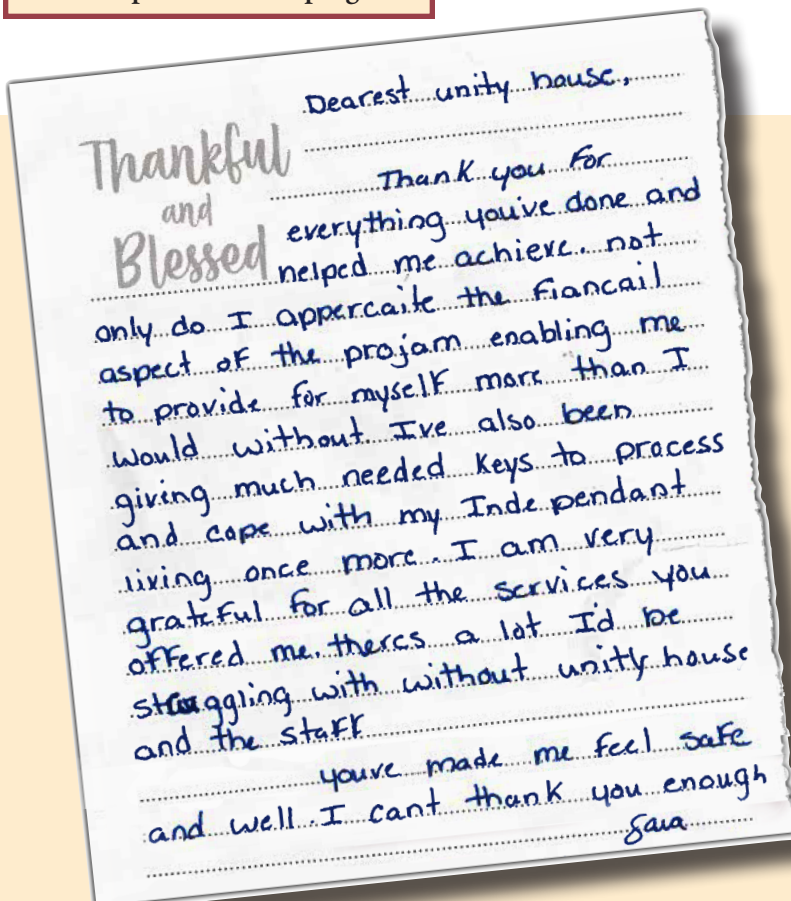 Dearest unity house,
Thankful
and
Blessed
Thank you for
everything you've done and
helped me achieve. not
only do I appercaite the fiancail
aspect of the projam enabling me
to provide for myself more than I
would without. Ive also been
giving much needed keys to process
and cope with my Independant
living once more. I am very
grateful for all the services you
offered me. theres a lot I'd be
struggling with without unity house
and the staff
youve made me feel safe
and well. I cant thank you enough
Sara